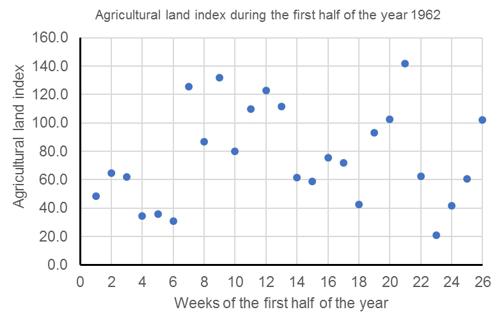 Agricultural land index during the first half of the year 1962
160.0
140.0
120.0
100.0
80.0
60.0
40.0
20.0
0.0
Agricultural land index
0 2 4 6 8 10 12 14 16 18 20 22 24 26
Weeks of the first half of the year